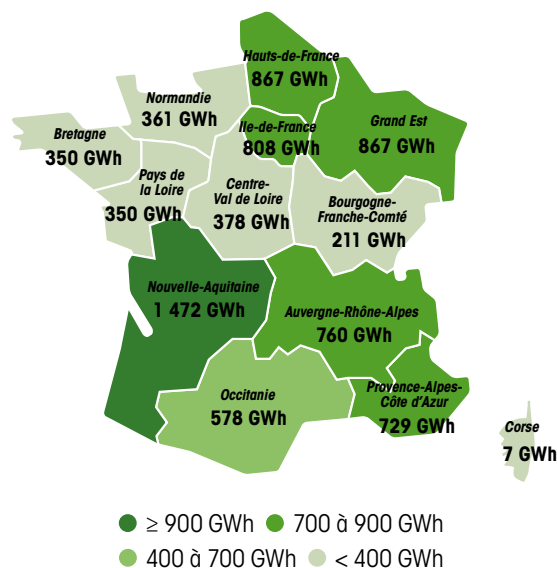 Hauts-de-France
867 GWh
Normandie
361 GWh
Ile-de-France
808 GWh
Grand Est
867 GWh
Bretagne
350 GWh
Pays de
la Loire
350 GWh
Centre-
Val de Loire
378 GWh
Bourgogne-
Franche-Comté
211 GWh
Nouvelle-Aquitaine
1 472 GWh
Auvergne-Rhône-Alpes
760 GWh
Occitanie
578 GWh
Provence-Alpes-
Côte d'Azur
729 GWh
Corse
7 GWh
≥ 900 GWh
700 à 900 GWh
400 à 700 GWh
< 400 GWh